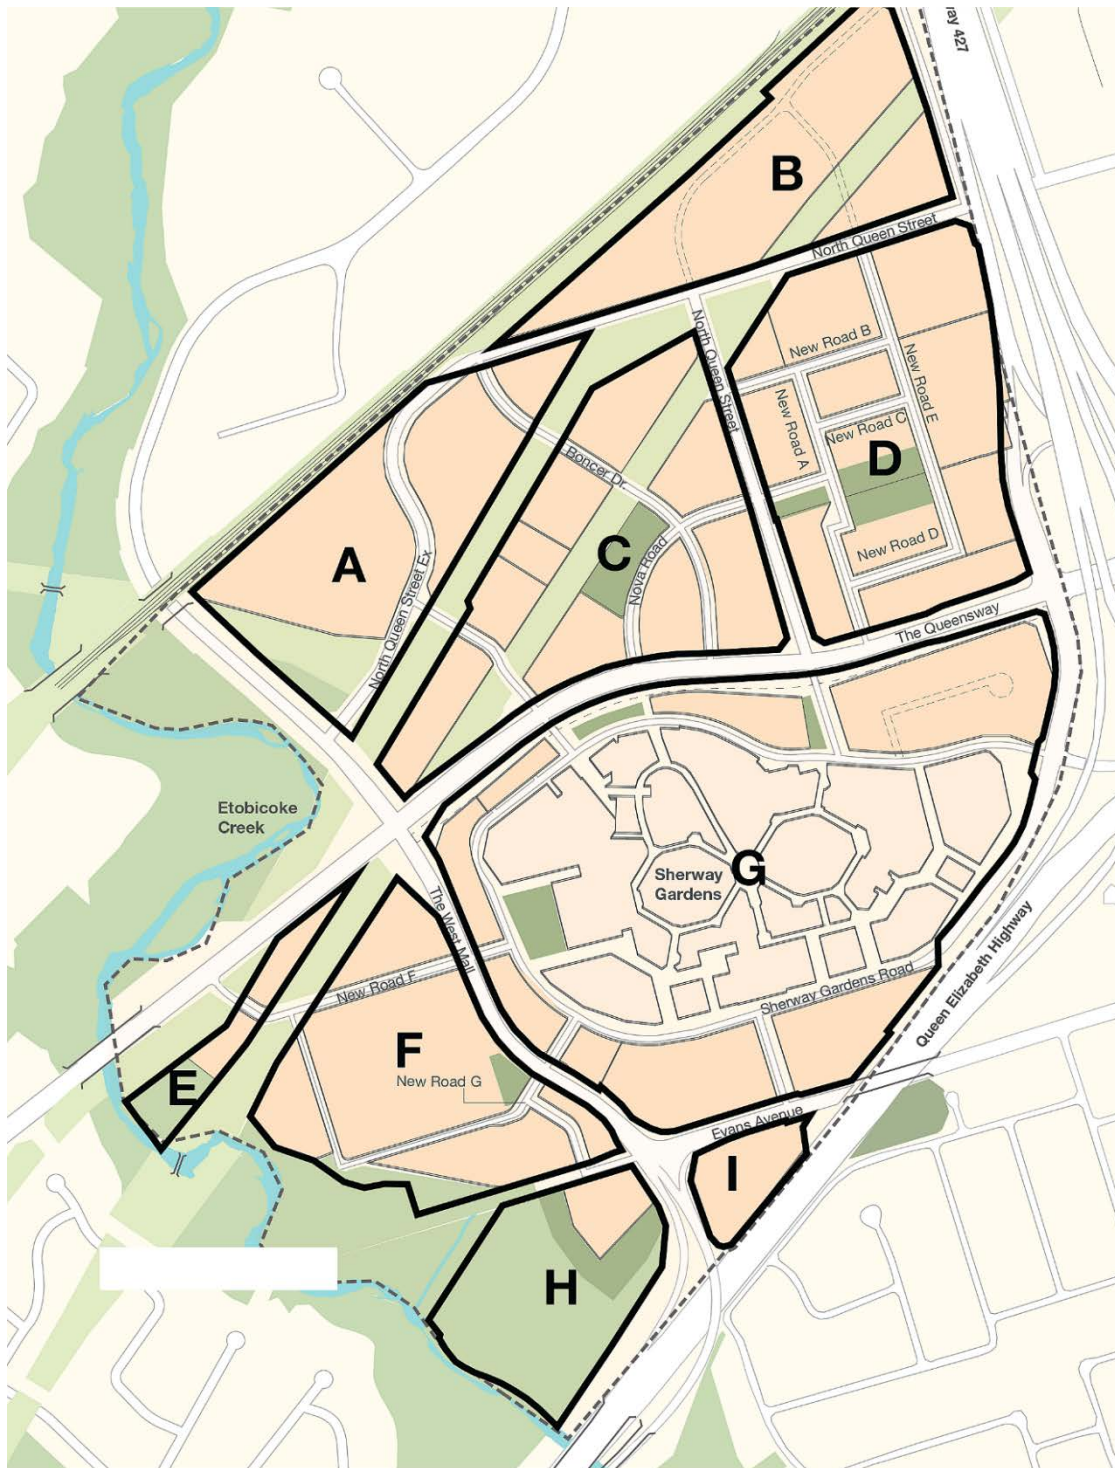 427
B
North Queen Street
North Queen Street
New Road B
New Road E
New Road A
New Road C
D
Boncer Dr.
A
C
Nova Road
New Road D
North Queen Street Ex
The Queensway
Etobicoke
Creek
Sherway
Gardens
G
The West Mall
New Road F
Sherway Gardens Road
Queen Elizabeth Highway
F
E
New Road G
Evans Avenue
I
H